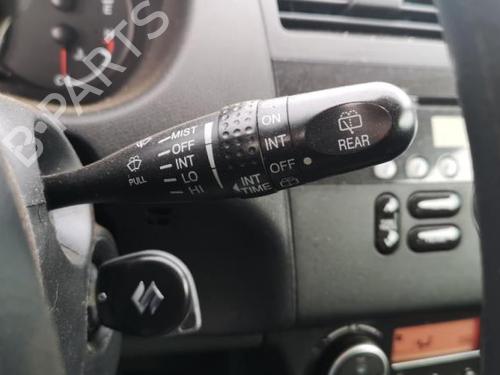 B-PARTS
MIST
OFF
INT
LO
HI
PULL
ON
INT
OFF
INT
TIME
REAR